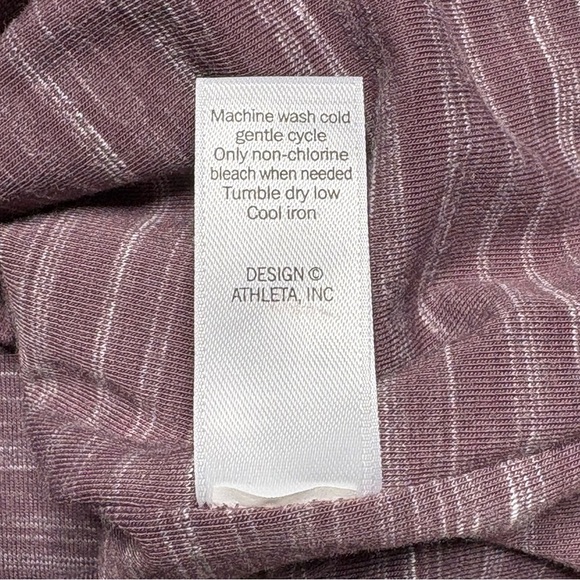 Machine wash cold
gentle cycle
Only non-chlorine
bleach when needed
Tumble dry low
Cool iron
DESIGN ©
ATHLETA, INC